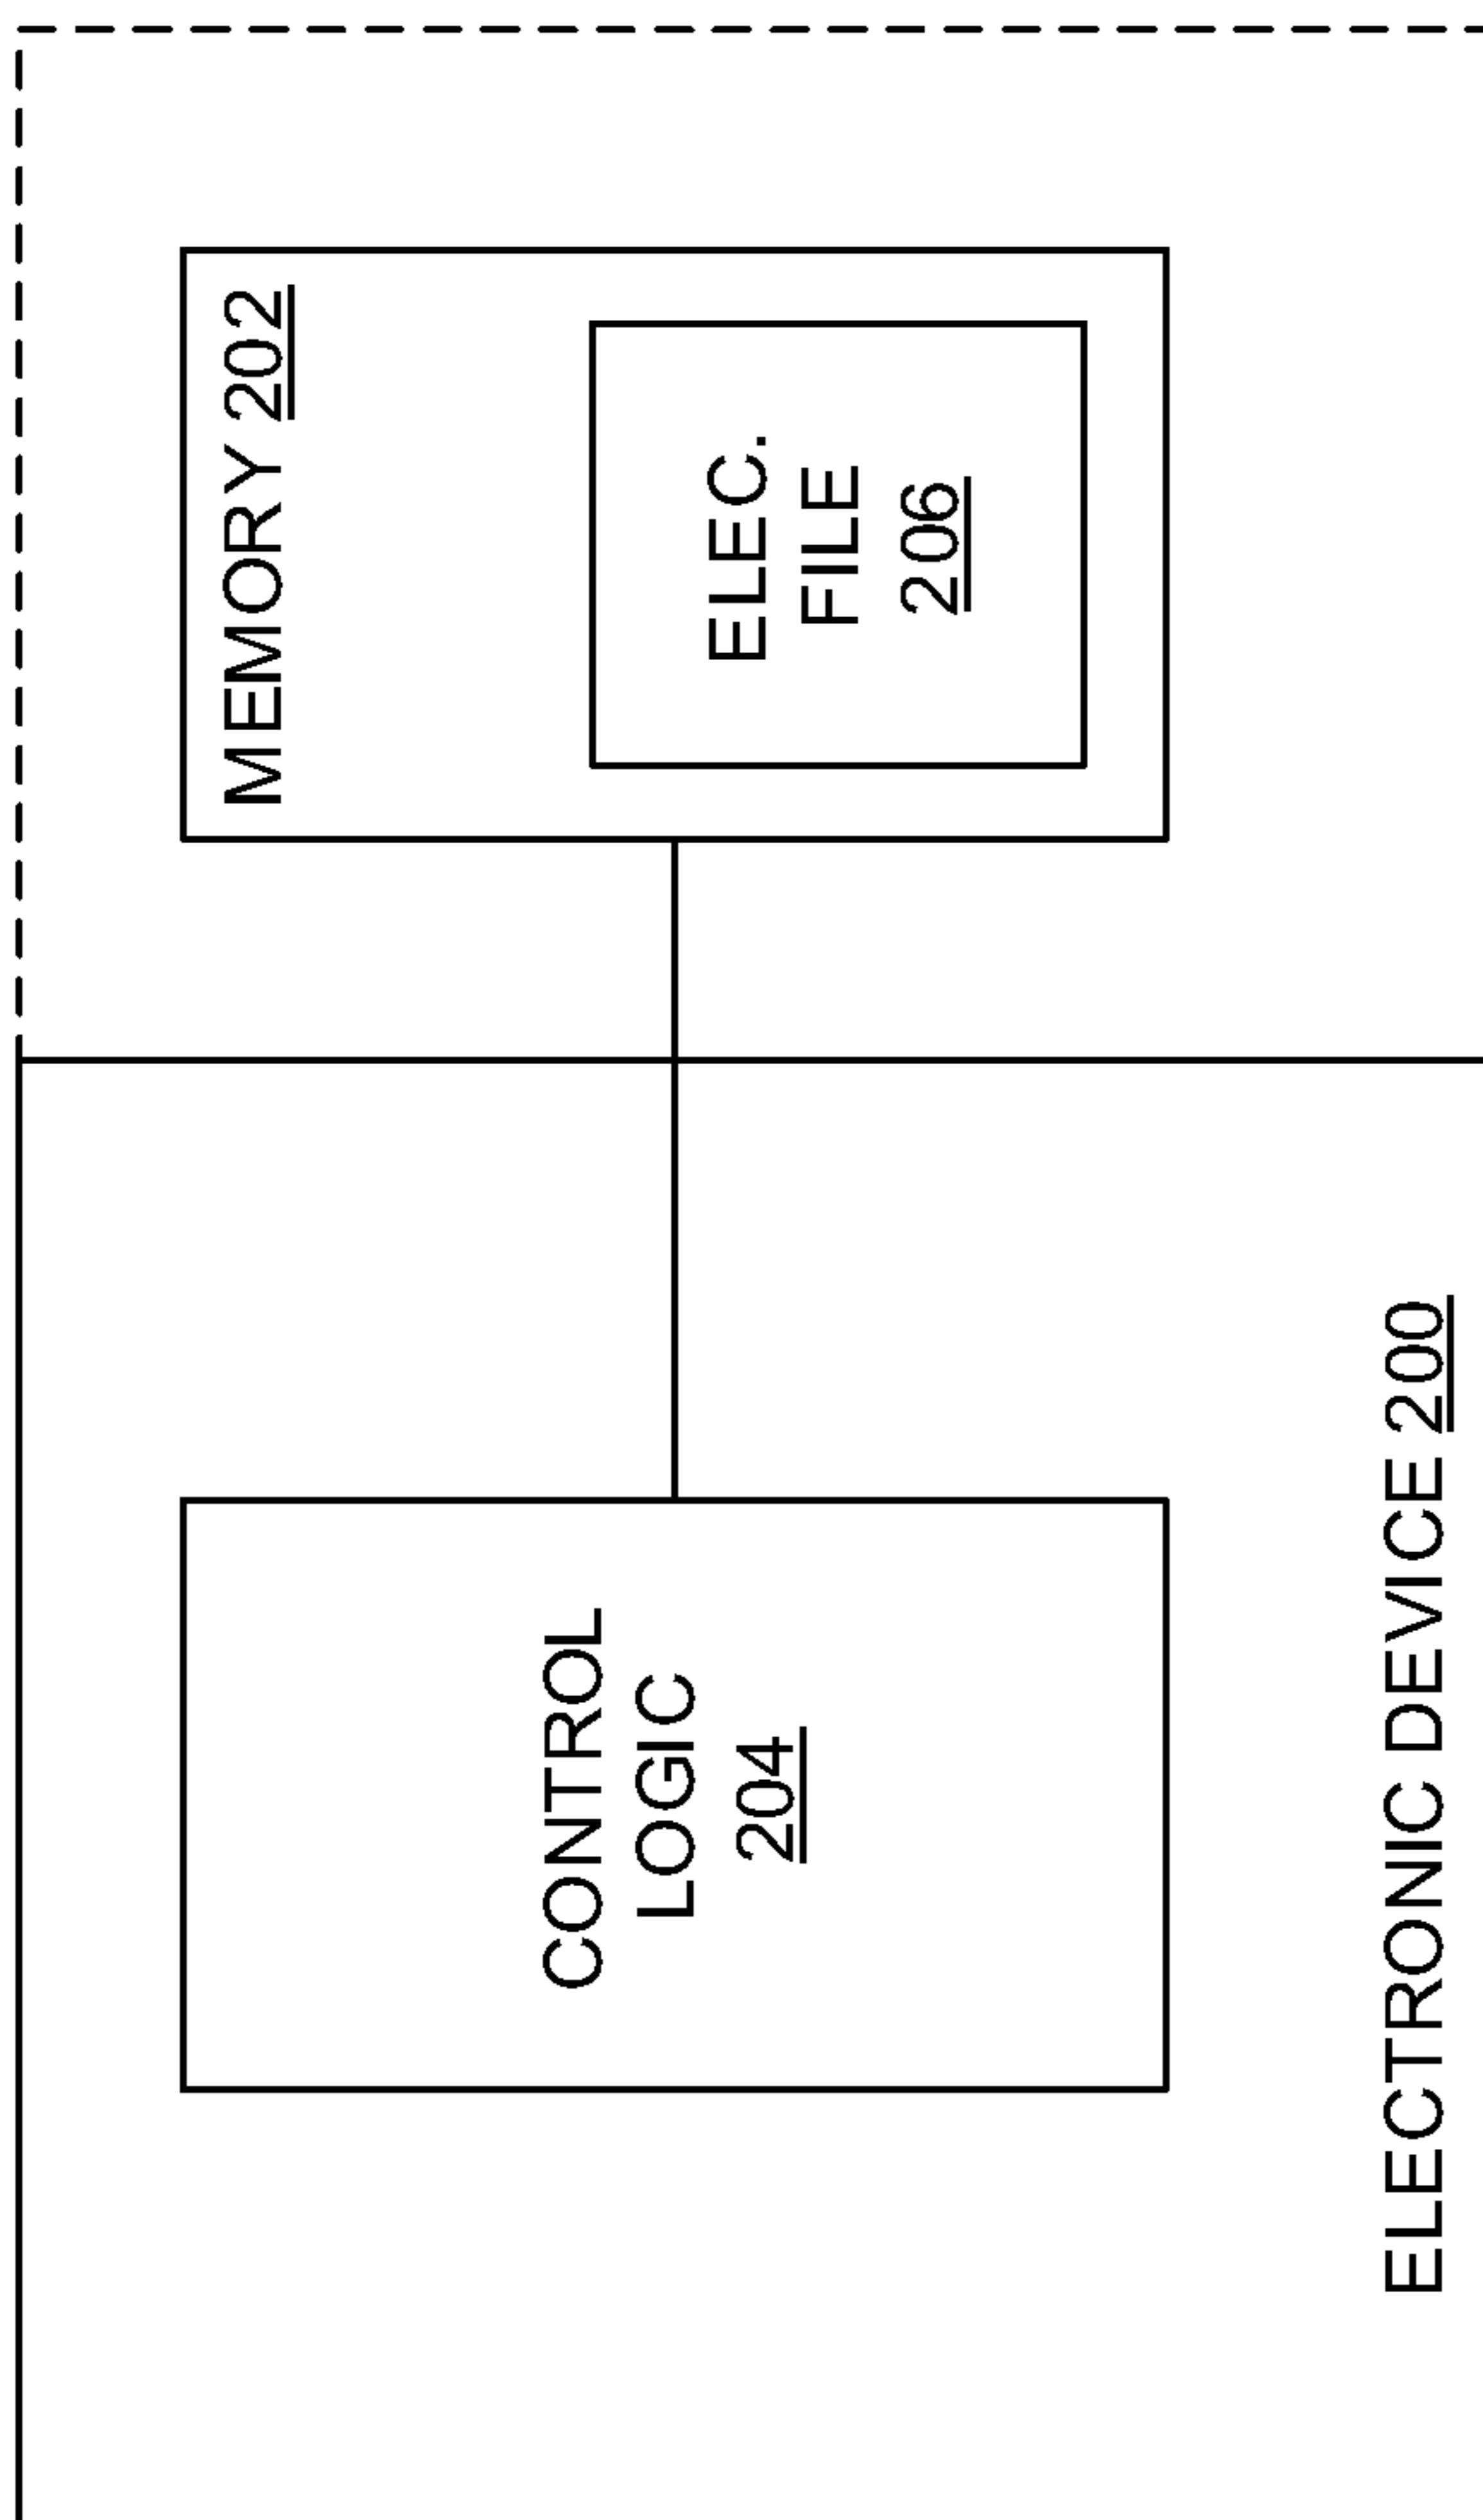 CONTROL
LOGIC
204
MEMORY 202
ELEC.
FILE
206
ELECTRONIC DEVICE 200